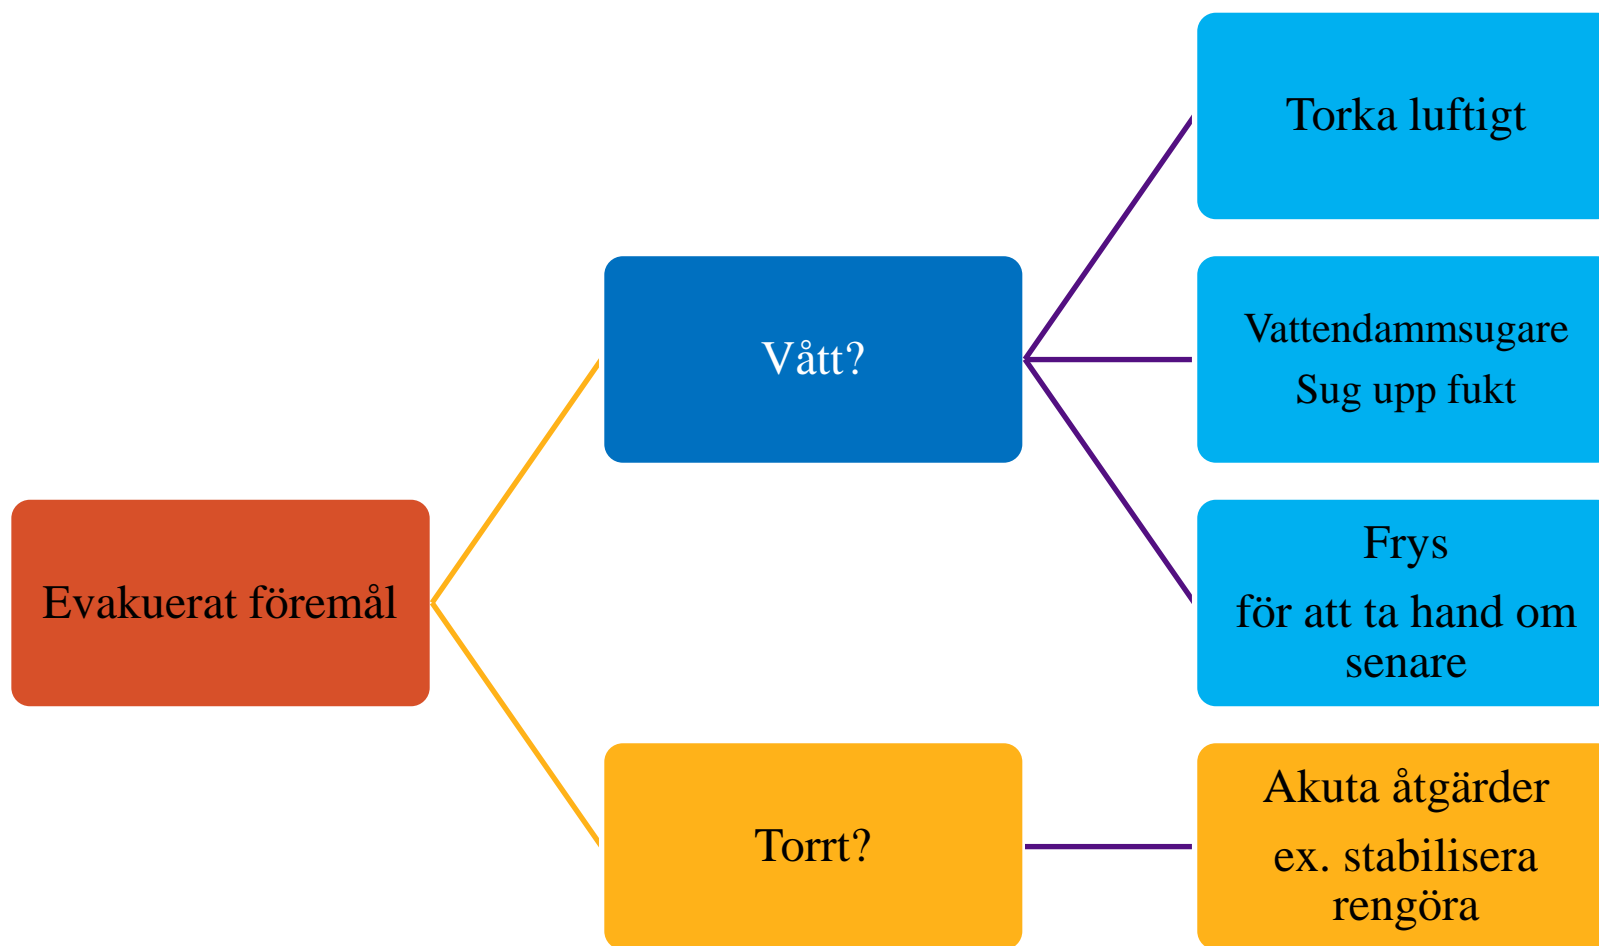 Torka luftigt
Vattendammsugare
Sug upp fukt
Vått?
Frys
för att ta hand om
senare
Evakuerat föremål
Torrt?
Akuta åtgärder
ex. stabilisera
rengöra